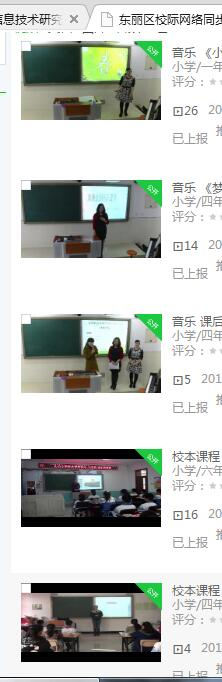 息技术研究
东丽区校际网络同步
公开
音乐 《小
小学/一年
评分：
26 20
已上报
公开
音乐 《梦
小学/四年
评分：
14 20
已上报
公开
音乐 课后
小学/四年
评分：
5 201
已上报
公开
校本课程
小学/六年
评分：
16 20
已上报
公开
校本课程
小学/四年
评分：
4 201
已上报